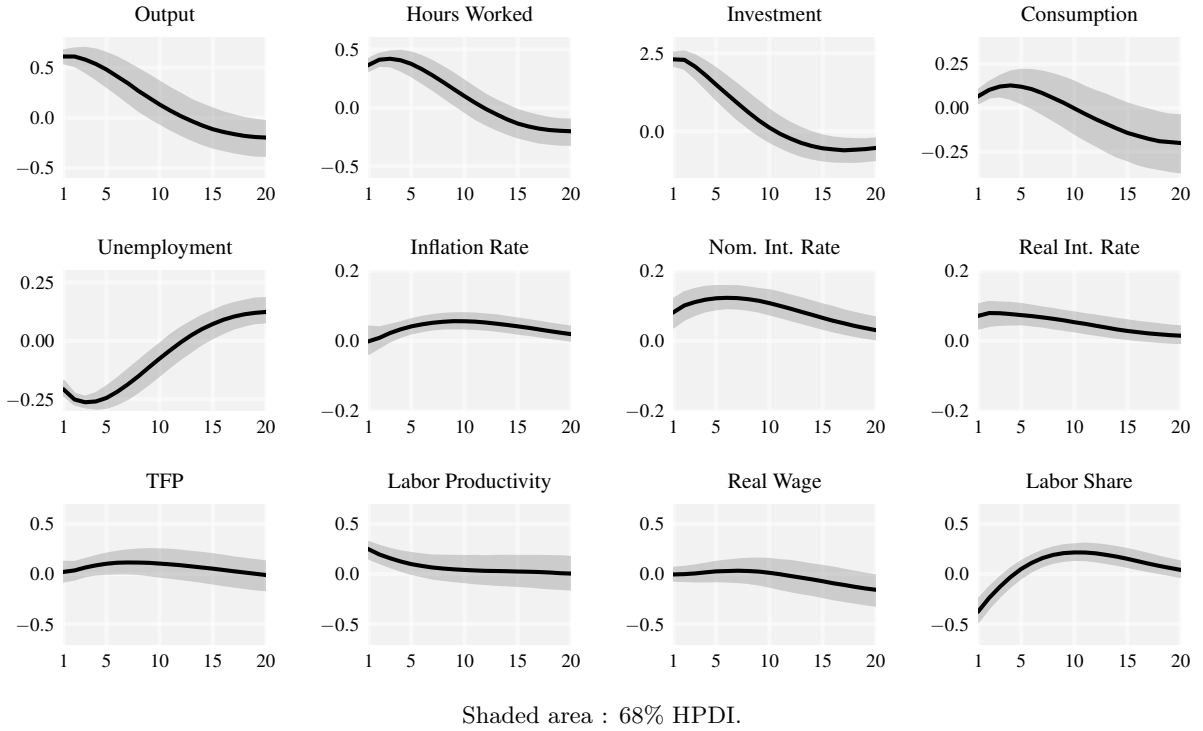 Output Hours Worked Investment Consumption
0.5 0.5 2.5 0.25
0.0 0.0 0.0 0.00
−0.5 −0.5 −0.25
1 5 10 15 20 1 5 10 15 20 1 5 10 15 20 1 5 10 15 20
Unemployment Inflation Rate Nom. Int. Rate Real Int. Rate
0.25 0.2 0.2 0.2
0.00 0.0 0.0 0.0
−0.25 −0.2 −0.2 −0.2
1 5 10 15 20 1 5 10 15 20 1 5 10 15 20 1 5 10 15 20
TFP Labor Productivity Real Wage Labor Share
0.5 0.5 0.5 0.5
0.0 0.0 0.0 0.0
−0.5 −0.5 −0.5 −0.5
1 5 10 15 20 1 5 10 15 20 1 5 10 15 20 1 5 10 15 20
Shaded area : 68% HPDI.